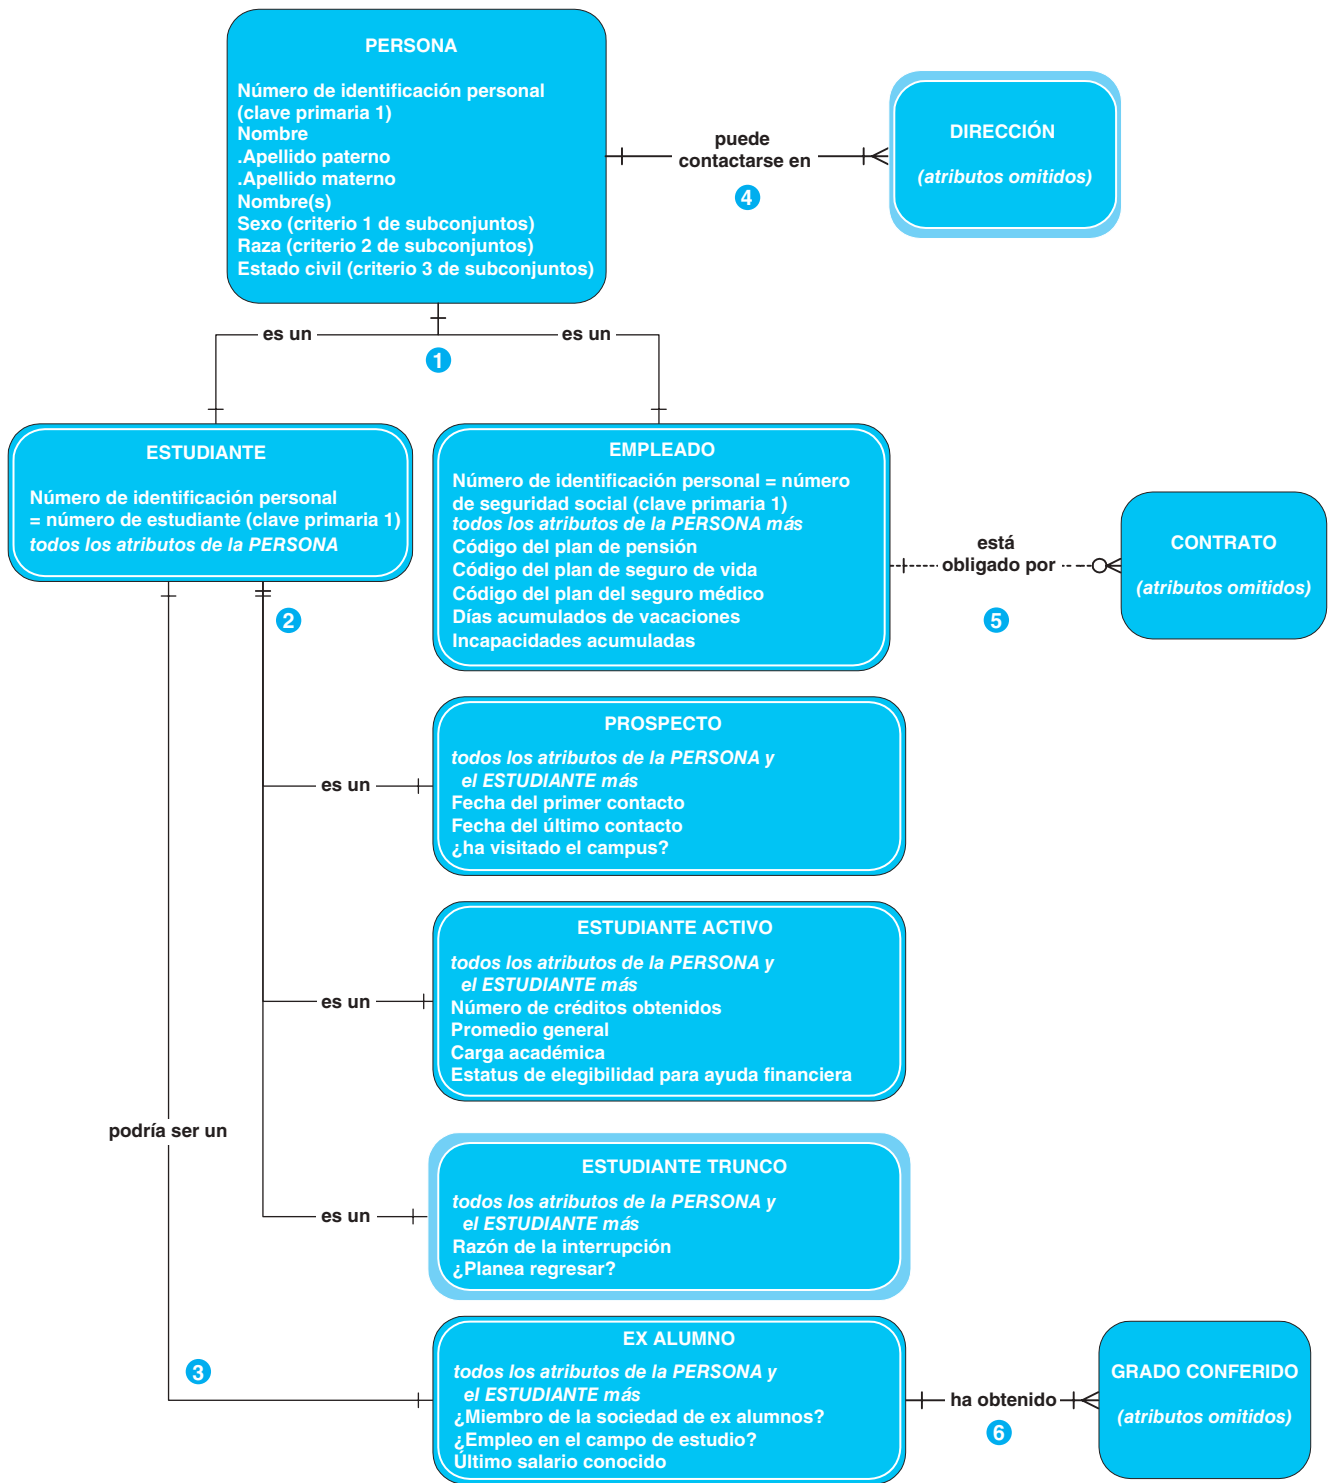 PERSONA
Número de identificación personal
(clave primaria 1)
Nombre
.Apellido paterno
.Apellido materno
Nombre(s)
Sexo (criterio 1 de subconjuntos)
Raza (criterio 2 de subconjuntos)
Estado civil (criterio 3 de subconjuntos)
puede
contactarse en
4
DIRECCIÓN
(atributos omitidos)
es un
es un
1
ESTUDIANTE
Número de identificación personal
= número de estudiante (clave primaria 1)
todos los atributos de la PERSONA
EMPLEADO
Número de identificación personal = número
de seguridad social (clave primaria 1)
todos los atributos de la PERSONA más
Código del plan de pensión
Código del plan de seguro de vida
Código del plan del seguro médico
Días acumulados de vacaciones
Incapacidades acumuladas
está
obligado por
5
CONTRATO
(atributos omitidos)
2
es un
PROSPECTO
todos los atributos de la PERSONA y
el ESTUDIANTE más
Fecha del primer contacto
Fecha del último contacto
¿ha visitado el campus?
es un
ESTUDIANTE ACTIVO
todos los atributos de la PERSONA y
el ESTUDIANTE más
Número de créditos obtenidos
Promedio general
Carga académica
Estatus de elegibilidad para ayuda financiera
podría ser un
es un
ESTUDIANTE TRUNCO
todos los atributos de la PERSONA y
el ESTUDIANTE más
Razón de la interrupción
¿Planea regresar?
3
EX ALUMNO
todos los atributos de la PERSONA y
el ESTUDIANTE más
¿Miembro de la sociedad de ex alumnos?
¿Empleo en el campo de estudio?
Último salario conocido
ha obtenido
6
GRADO CONFERIDO
(atributos omitidos)